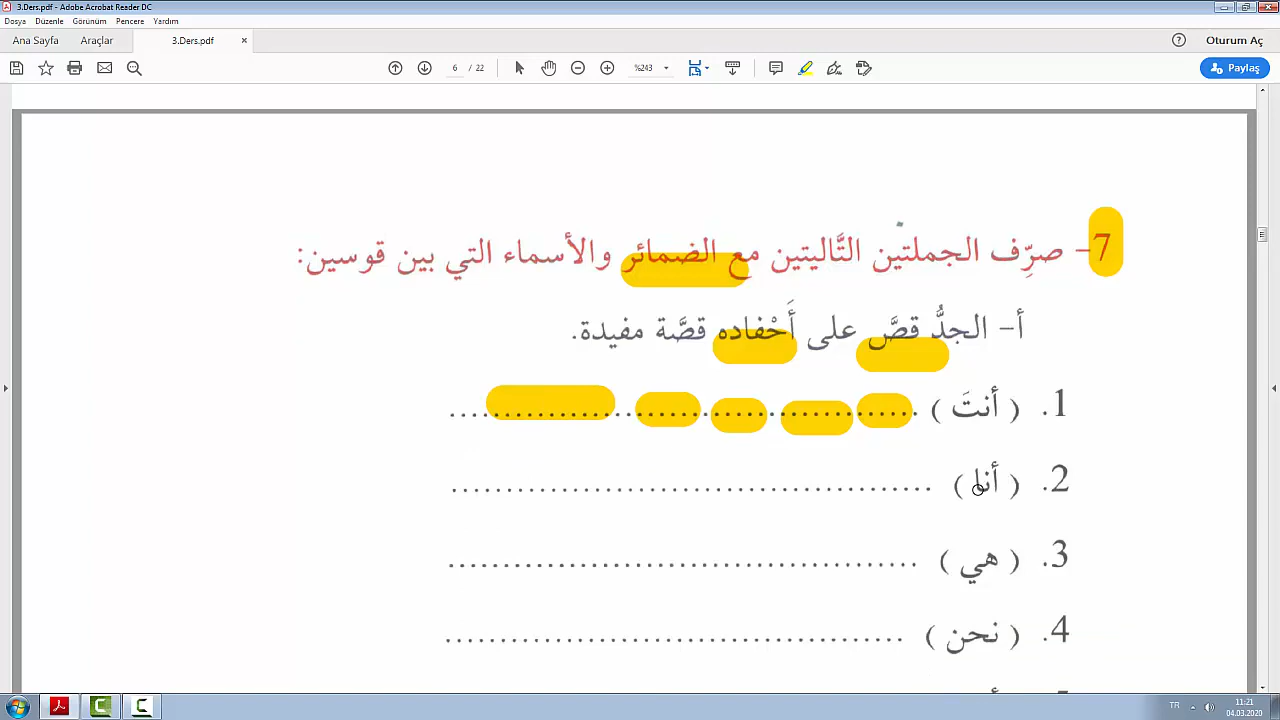 3.Ders.pdf - Adobe Acrobat Reader DC
Dosya Düzenle Görünüm Pencere Yardım
Ana Sayfa Araçlar 3.Ders.pdf × Oturum Aç
6 / 22 %243 Paylaş
7- صرِّف الجملتين التَّاليتين مع الضمائر والأسماء التي بين قوسين:
أ- الجدُّ قصَّ على أَحْفاده قصَّة مفيدة.
1. ( أنتَ ) ........................................
2. ( أنا ) ........................................
3. ( هي ) ........................................
4. ( نحن ) ........................................
TR 11:21
04.03.2020